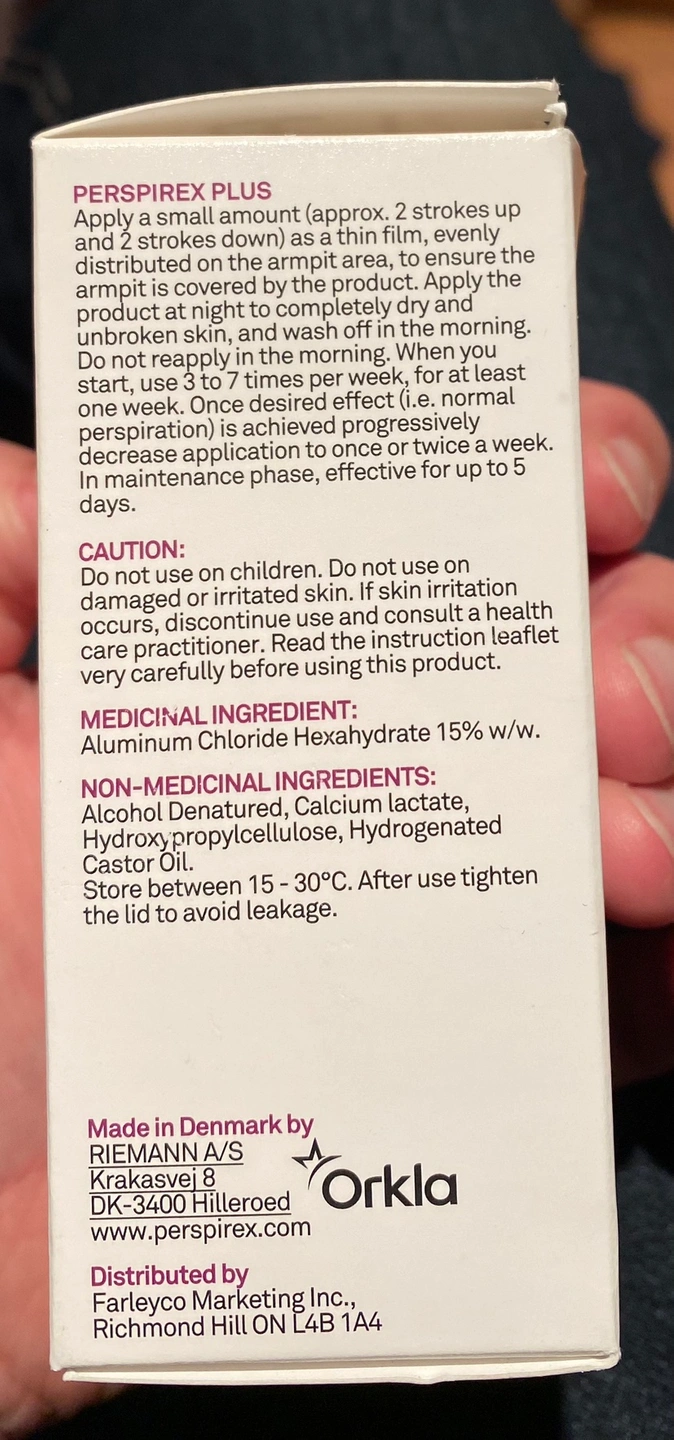 PERSPIREX PLUS
Apply a small amount (approx. 2 strokes up
and 2 strokes down) as a thin film, evenly
distributed on the armpit area, to ensure the
armpit is covered by the product. Apply the
product at night to completely dry and
unbroken skin, and wash off in the morning.
Do not reapply in the morning. When you
start, use 3 to 7 times per week, for at least
one week. Once desired effect (i.e. normal
perspiration) is achieved progressively
decrease application to once or twice a week.
In maintenance phase, effective for up to 5
days.
CAUTION:
Do not use on children. Do not use on
damaged or irritated skin. If skin irritation
occurs, discontinue use and consult a health
care practitioner. Read the instruction leaflet
very carefully before using this product.
MEDICINAL INGREDIENT:
Aluminum Chloride Hexahydrate 15% w/w.
NON-MEDICINAL INGREDIENTS:
Alcohol Denatured, Calcium lactate,
Hydroxypropylcellulose, Hydrogenated
Castor Oil.
Store between 15 - 30°C. After use tighten
the lid to avoid leakage.
Made in Denmark by
RIEMANN A/S
Krakasvej 8
DK-3400 Hilleroed
www.perspirex.com
Orkla
Distributed by
Farleyco Marketing Inc.,
Richmond Hill ON L4B 1A4